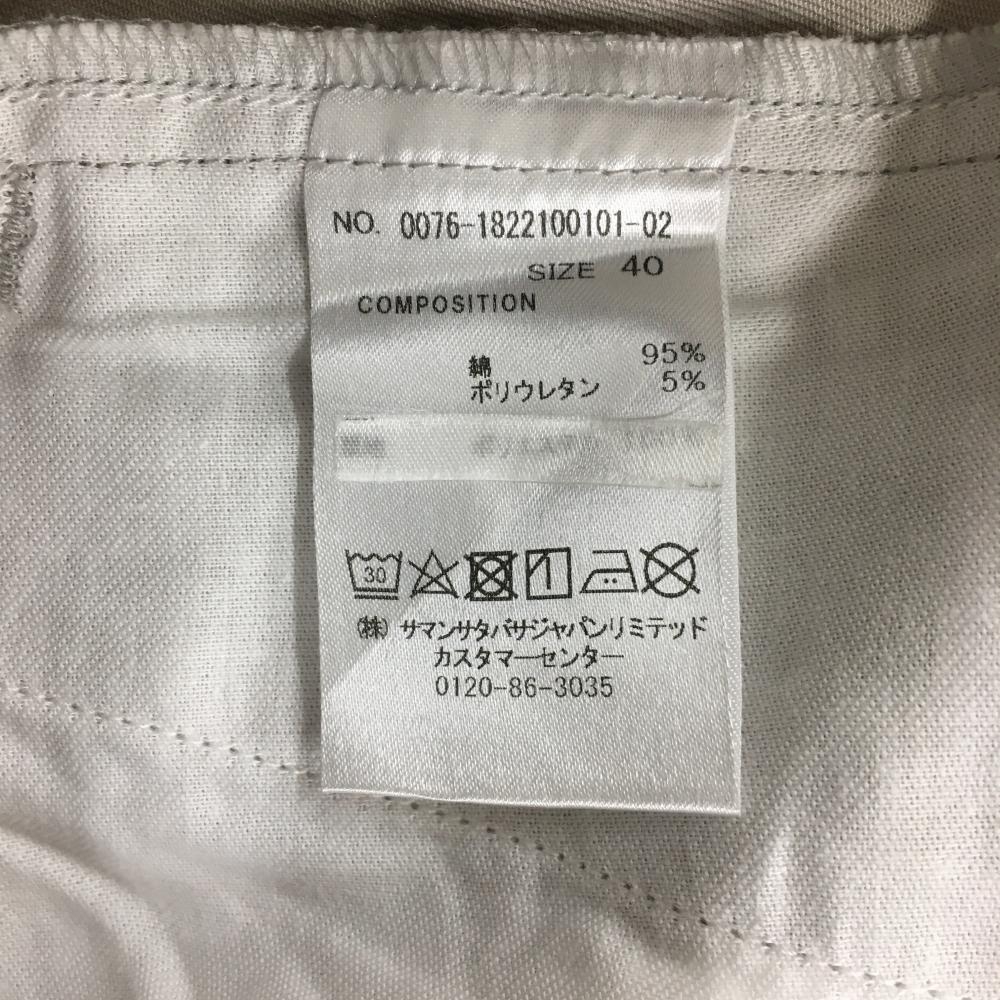 NO. 0076-1822100101-02
SIZE 40
COMPOSITION
綿 95%
ポリウレタン 5%
30
㈱ サマンサタバサジャパンリミテッド
カスタマーセンター
0120-86-3035